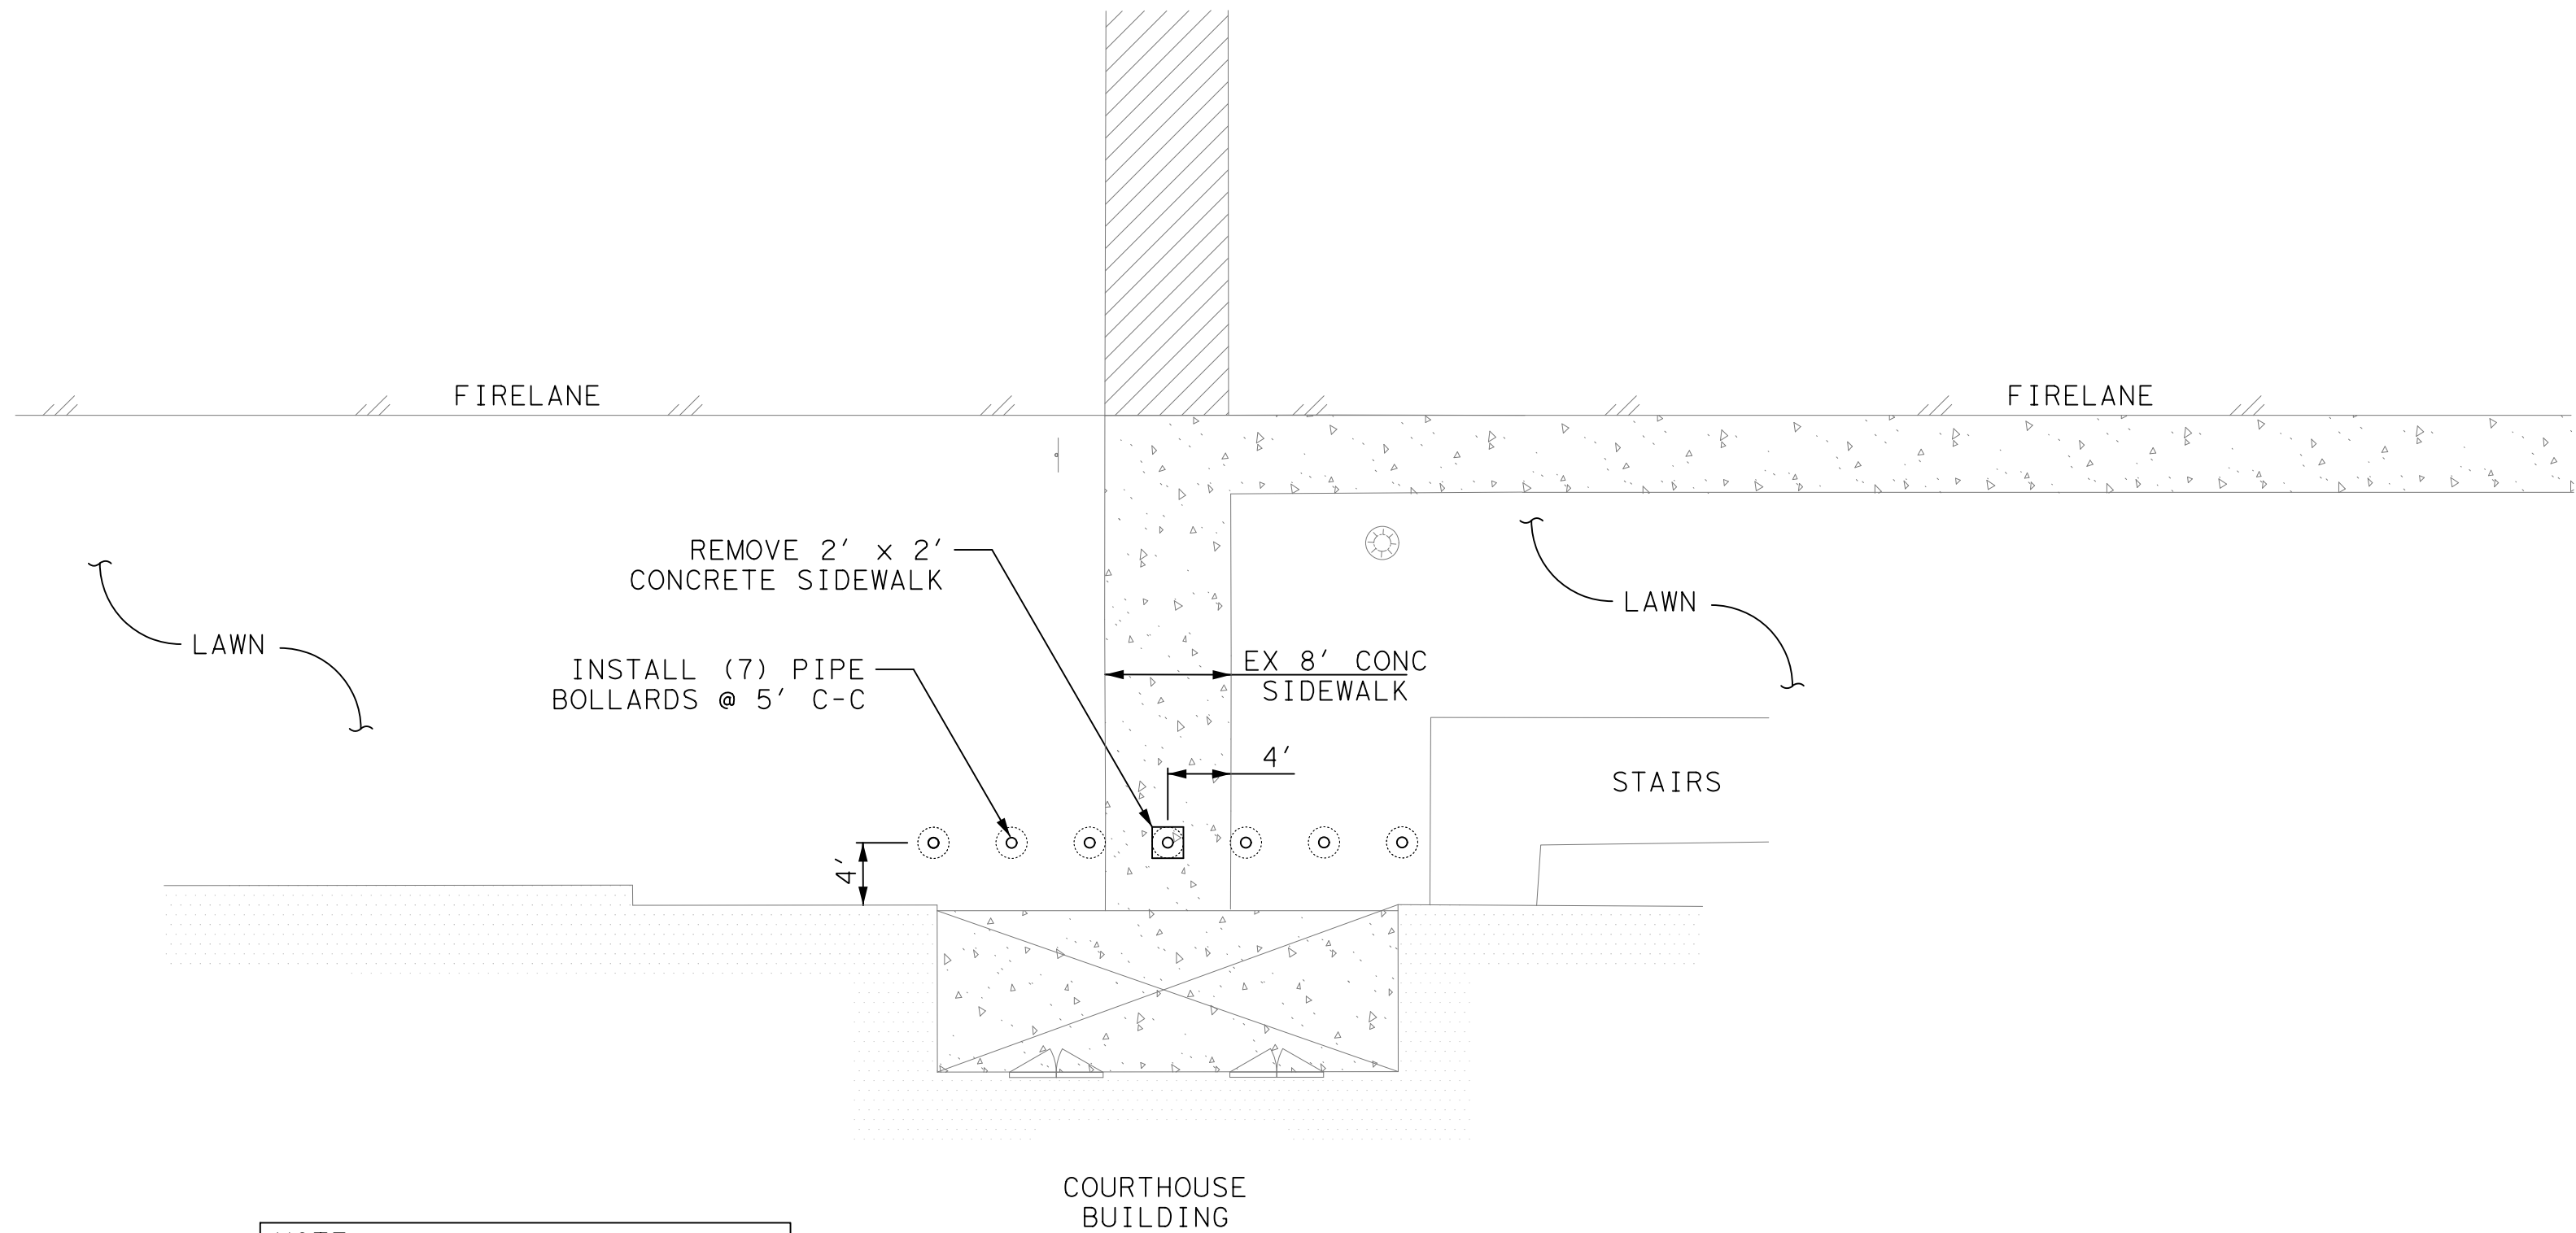 FIRELANE
FIRELANE
REMOVE 2' x 2'
CONCRETE SIDEWALK
LAWN
LAWN
INSTALL (7) PIPE
BOLLARDS @ 5' C-C
EX 8' CONC
SIDEWALK
4'
STAIRS
4'
COURTHOUSE
BUILDING